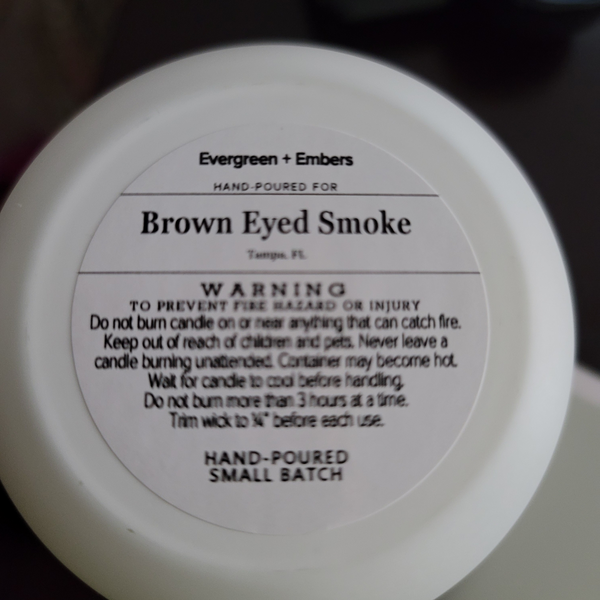 Evergreen + Embers
HAND-POURED FOR
Brown Eyed Smoke
Tampa, FL
WARNING
TO PREVENT FIRE HAZARD OR INJURY
Do not burn candle on or near anything that can catch fire.
Keep out of reach of children and pets. Never leave a
candle burning unattended. Container may become hot.
Wait for candle to cool before handling.
Do not burn more than 3 hours at a time.
Trim wick to ¼" before each use.
HAND-POURED
SMALL BATCH